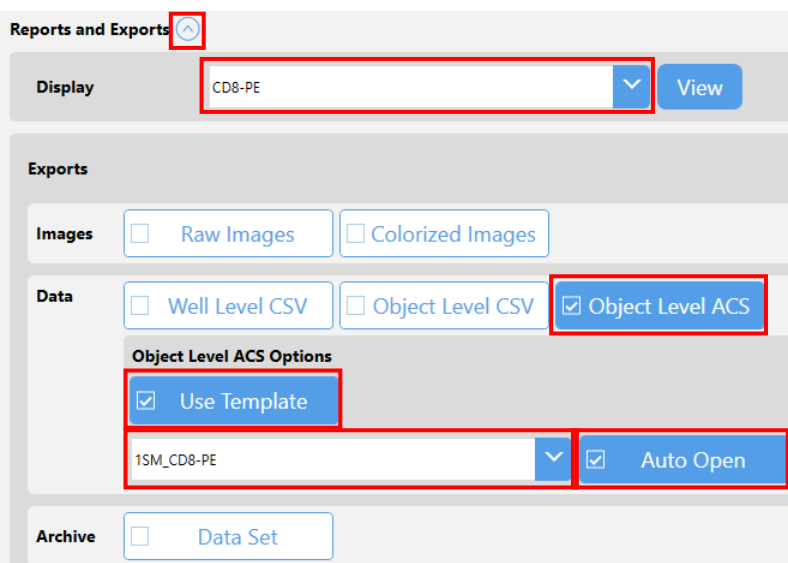 Reports and Exports
Display CD8-PE View
Exports
Images Raw Images Colorized Images
Data Well Level CSV Object Level CSV Object Level ACS
Object Level ACS Options
Use Template
1SM_CD8-PE Auto Open
Archive Data Set